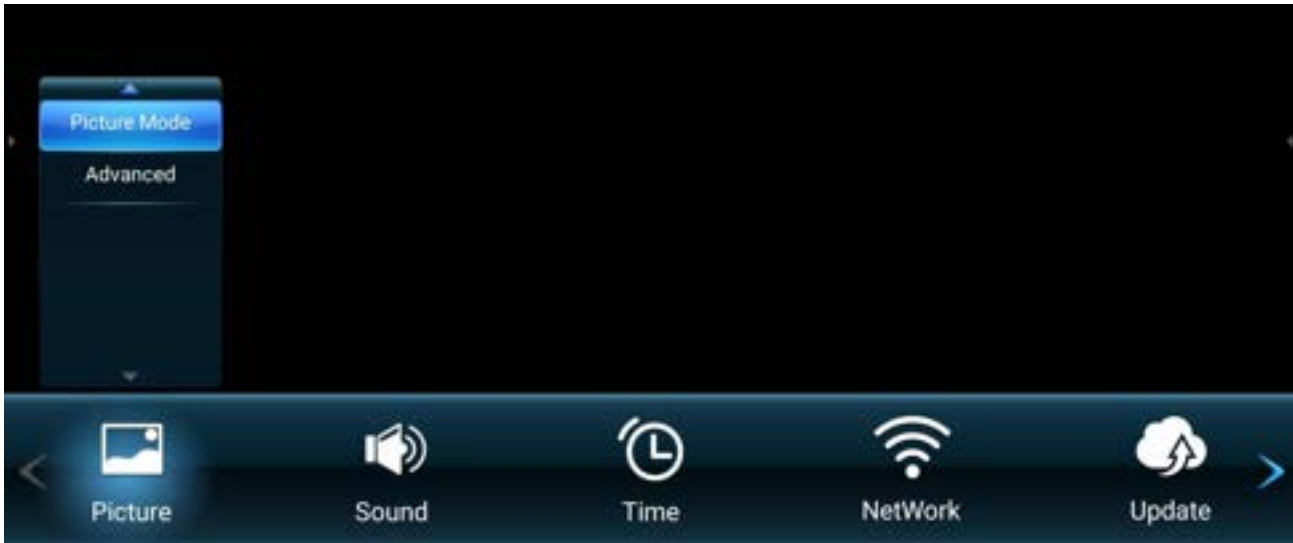 Picture Mode
Advanced
Picture
Sound
Time
NetWork
Update